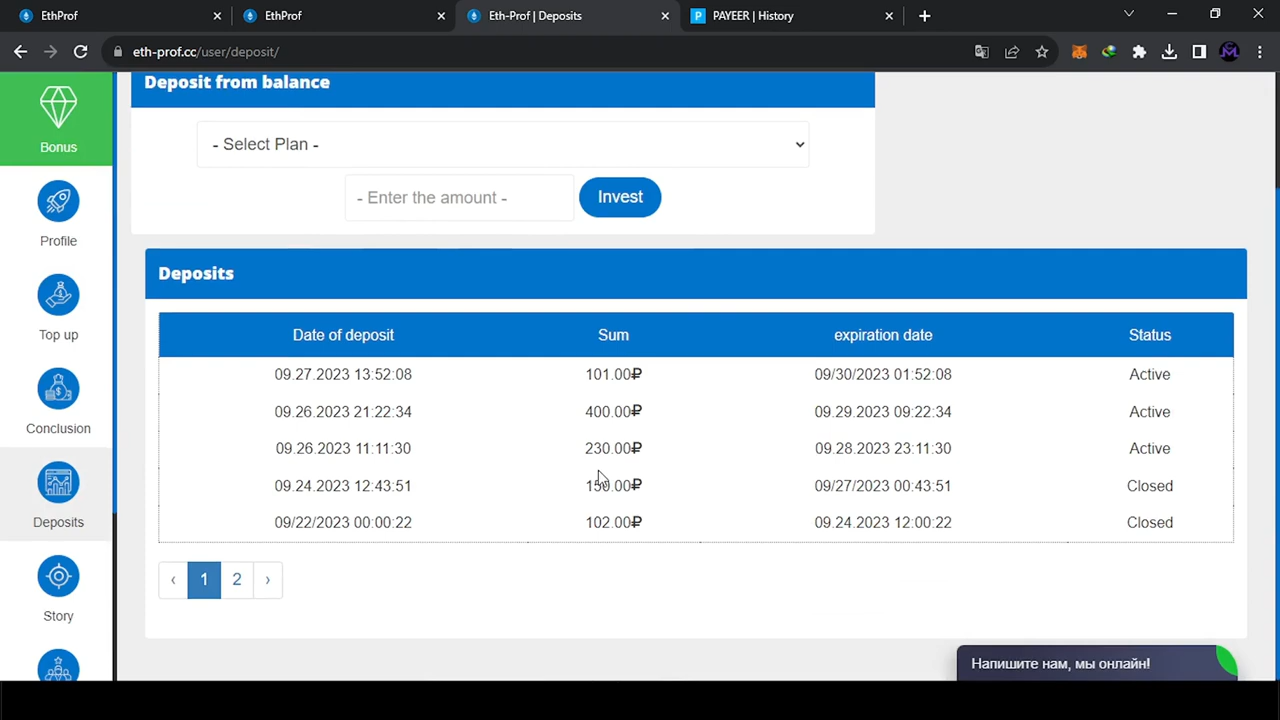 EthProf
EthProf
Eth-Prof | Deposits
PAYEER | History
eth-prof.cc/user/deposit/
Bonus
Profile
Top up
Conclusion
Deposits
Story
Deposit from balance
- Select Plan -
- Enter the amount -
Invest
Deposits
Date of deposit Sum expiration date Status
09.27.2023 13:52:08 101.00₽ 09/30/2023 01:52:08 Active
09.26.2023 21:22:34 400.00₽ 09.29.2023 09:22:34 Active
09.26.2023 11:11:30 230.00₽ 09.28.2023 23:11:30 Active
09.24.2023 12:43:51 09/27/2023 00:43:51 Closed
09/22/2023 00:00:22 102.00₽ 09.24.2023 12:00:22 Closed
‹ 1 2 ›
Напишите нам, мы онлайн!